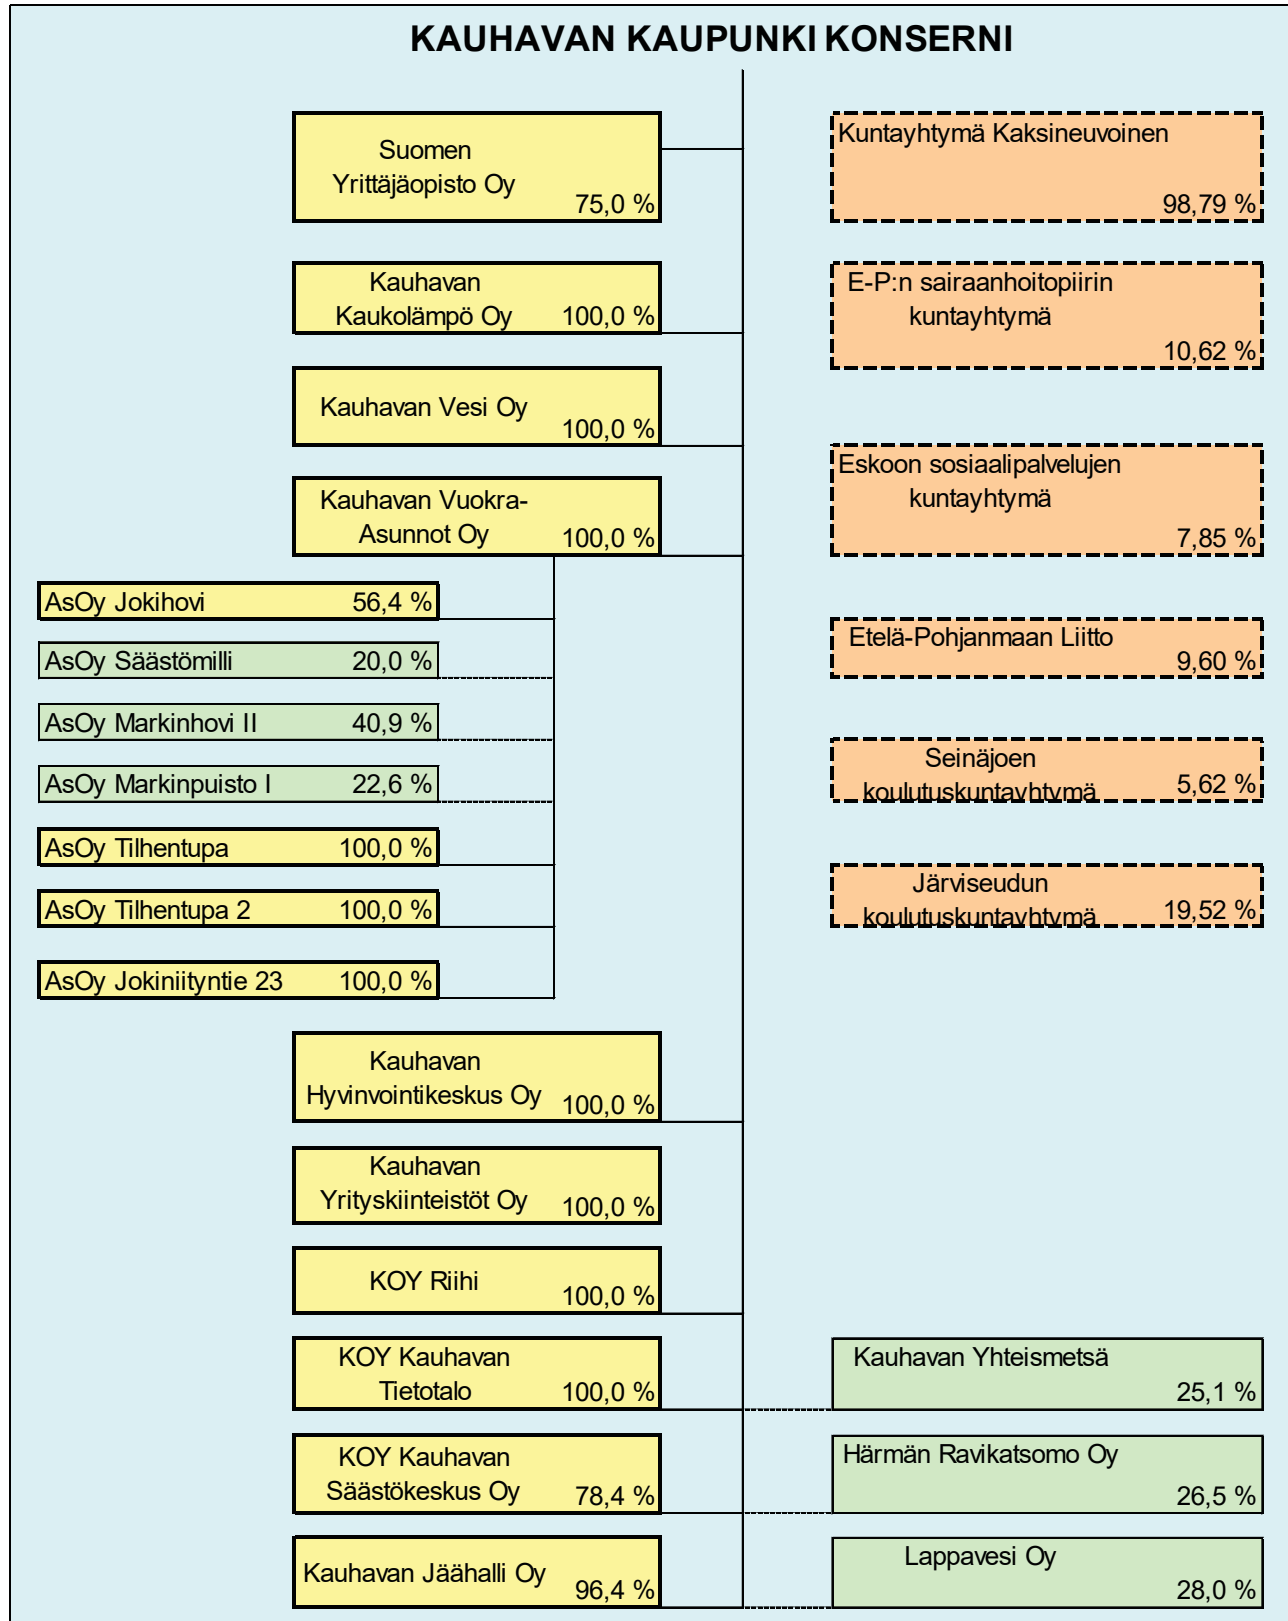 KAUHAVAN KAUPUNKI KONSERNI
Suomen
Yrittäjäopisto Oy
75,0 %
Kauhavan
Kaukolämpö Oy 100,0 %
Kauhavan Vesi Oy
100,0 %
Kauhavan Vuokra-
Asunnot Oy 100,0 %
AsOy Jokihovi 56,4 %
AsOy Säästömilli 20,0 %
AsOy Markinhovi II 40,9 %
AsOy Markinpuisto I 22,6 %
AsOy Tilhentupa 100,0 %
AsOy Tilhentupa 2 100,0 %
AsOy Jokiniityntie 23 100,0 %
Kauhavan
Hyvinvointikeskus Oy 100,0 %
Kauhavan
Yrityskiinteistöt Oy 100,0 %
KOY Riihi
100,0 %
KOY Kauhavan
Tietotalo 100,0 %
KOY Kauhavan
Säästökeskus Oy 78,4 %
Kauhavan Jäähalli Oy 96,4 %
Kuntayhtymä Kaksineuvoinen
98,79 %
E-P:n sairaanhoitopiirin
kuntayhtymä
10,62 %
Eskoon sosiaalipalvelujen
kuntayhtymä
7,85 %
Etelä-Pohjanmaan Liitto
9,60 %
Seinäjoen
koulutuskuntayhtymä 5,62 %
Järviseudun
koulutuskuntayhtymä 19,52 %
Kauhavan Yhteismetsä
25,1 %
Härmän Ravikatsomo Oy
26,5 %
Lappavesi Oy
28,0 %